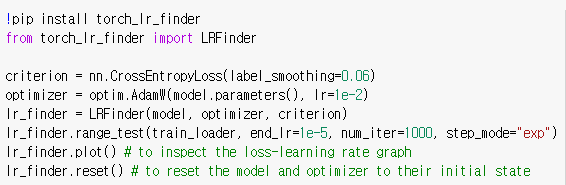 !pip install torch_lr_finder
from torch_lr_finder import LRFinder
criterion = nn.CrossEntropyLoss(label_smoothing=0.06)
optimizer = optim.AdamW(model.parameters(), lr=1e-2)
lr_finder = LRFinder(model, optimizer, criterion)
lr_finder.range_test(train_loader, end_lr=1e-5, num_iter=1000, step_mode="exp")
lr_finder.plot() # to inspect the loss-learning rate graph
lr_finder.reset() # to reset the model and optimizer to their initial state